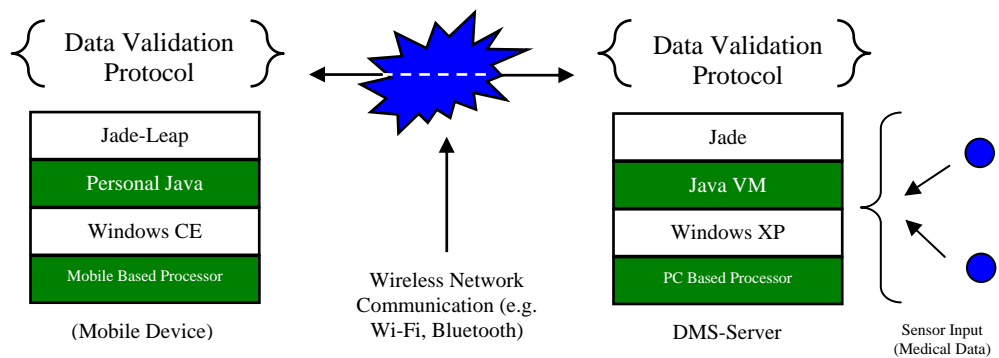 Data Validation
Protocol
Jade-Leap
Personal Java
Windows CE
Mobile Based Processor
(Mobile Device)
Wireless Network
Communication (e.g.
Wi-Fi, Bluetooth)
Data Validation
Protocol
Jade
Java VM
Windows XP
PC Based Processor
DMS-Server
Sensor Input
(Medical Data)